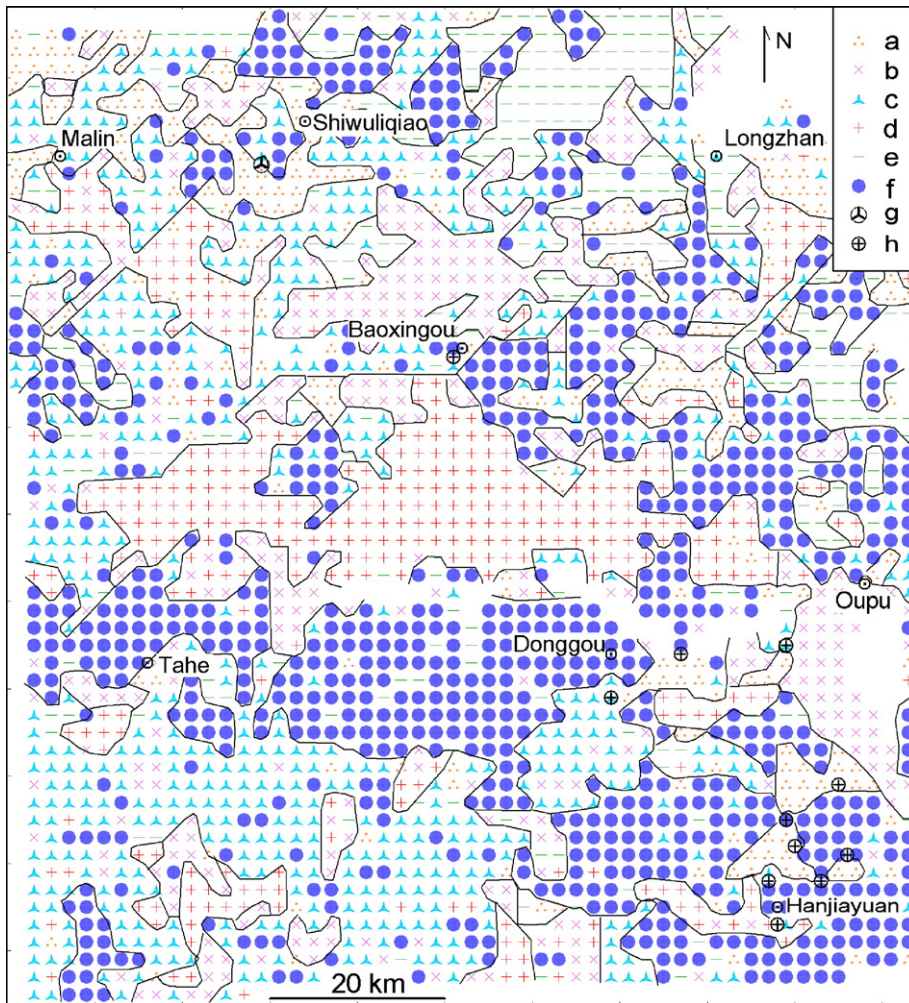 N
a
b
c
d
e
f
g
h
Shiwuliqiao
Malin
Longzhan
Baoxingou
Oupu
Donggou
Tahe
Hanjiayuan
20 km